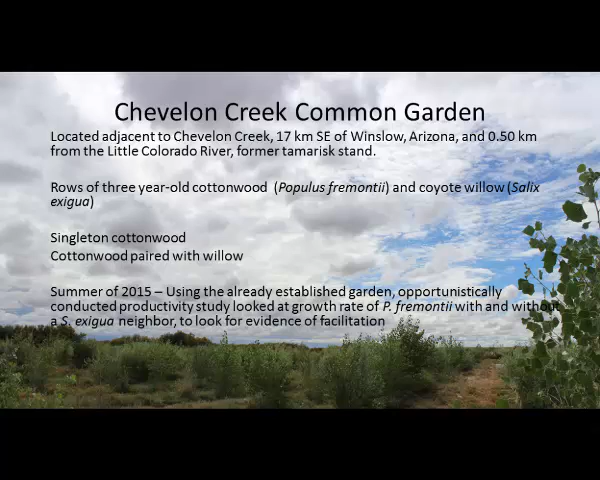 Chevelon Creek Common Garden
Located adjacent to Chevelon Creek, 17 km SE of Winslow, Arizona, and 0.50 km
from the Little Colorado River, former tamarisk stand.
Rows of three year-old cottonwood (Populus fremontii) and coyote willow (Salix
exigua)
Singleton cottonwood
Cottonwood paired with willow
Summer of 2015 – Using the already established garden, opportunistically
conducted productivity study looked at growth rate of P. fremontii with and without
a S. exigua neighbor, to look for evidence of facilitation